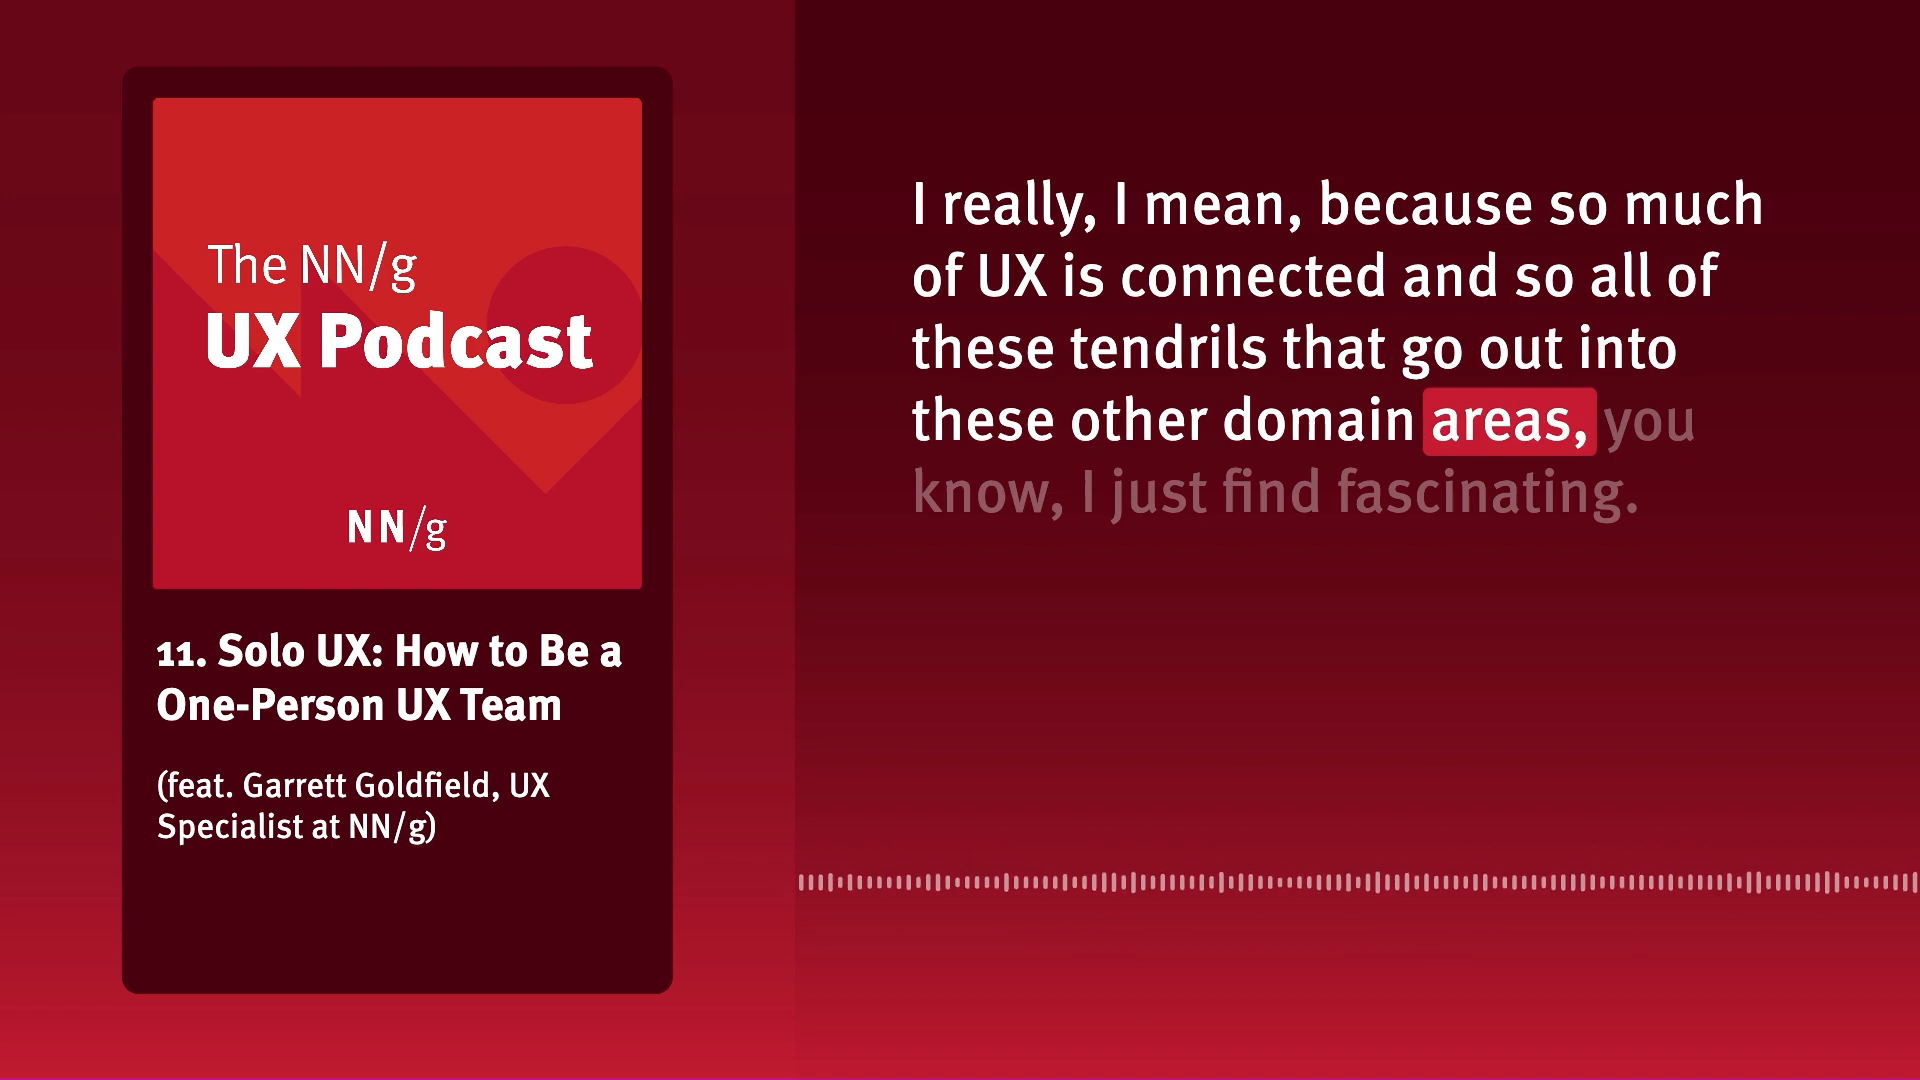 The NN/g
UX Podcast
NN/g
11. Solo UX: How to Be a
One-Person UX Team
(feat. Garrett Goldfield, UX
Specialist at NN/g)
I really, I mean, because so much
of UX is connected and so all of
these tendrils that go out into
these other domain areas, you
know, I just find fascinating.